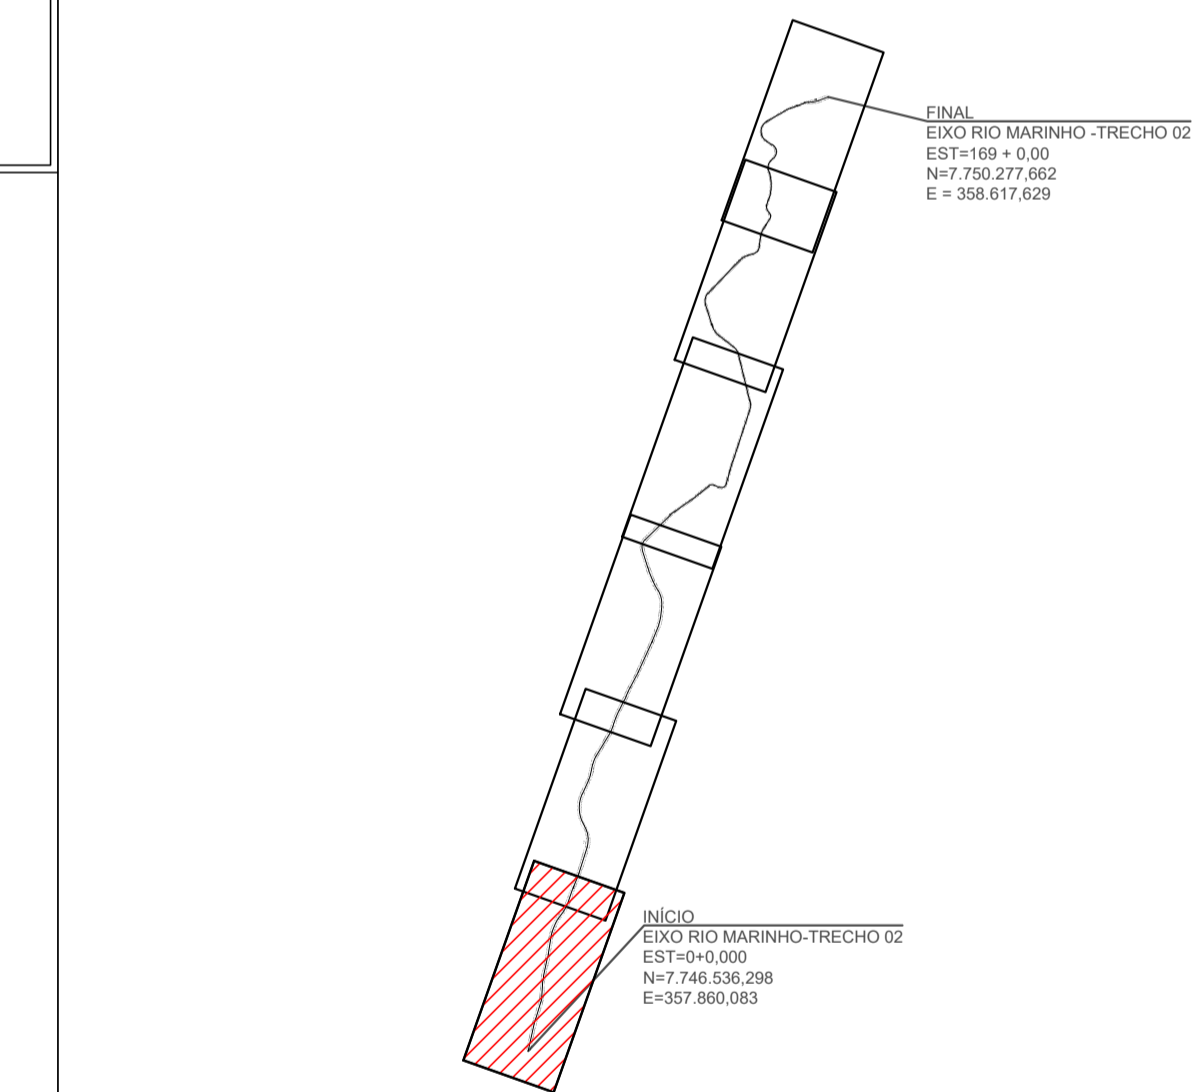 FINAL
EIXO RIO MARINHO -TRECHO 02
EST=169 + 0,00
N=7.750.277,662
E = 358.617,629
INÍCIO
EIXO RIO MARINHO-TRECHO 02
EST=0+0,000
N=7.746.536,298
E=357.860,083